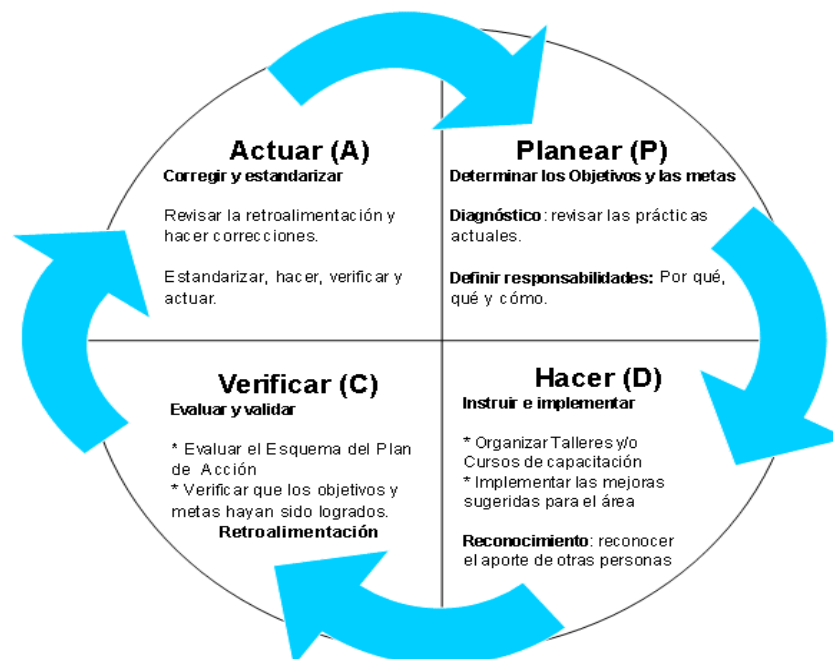 Actuar (A)
Corregir y estandarizar
Revisar la retroalimentación y
hacer correcciones.
Estandarizar, hacer, verificar y
actuar.
Planear (P)
Determinar los Objetivos y las metas
Diagnóstico: revisar las prácticas
actuales.
Definir responsabilidades: Por qué,
qué y cómo.
Verificar (C)
Evaluar y validar
* Evaluar el Esquema del Plan
de Acción
* Verificar que los objetivos y
metas hayan sido logrados.
Retroalimentación
Hacer (D)
Instruir e implementar
* Organizar Talleres y/o
Cursos de capacitación
* Implementar las mejoras
sugeridas para el área
Reconocimiento: reconocer
el aporte de otras personas